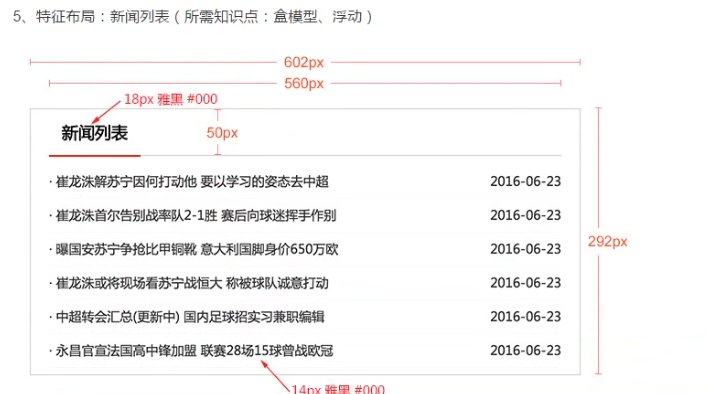 5、特征布局：新闻列表（所需知识点：盒模型、浮动）
602px
560px
18px 雅黑 #000
新闻列表
50px
· 崔龙洙解苏宁因何打动他 要以学习的姿态去中超 2016-06-23
· 崔龙洙首尔告别战率队2-1胜 赛后向球迷挥手作别 2016-06-23
· 曝国安苏宁争抢比甲铜靴 意大利国脚身价650万欧 2016-06-23
292px
· 崔龙洙或将现场看苏宁战恒大 称被球队诚意打动 2016-06-23
· 中超转会汇总(更新中) 国内足球招实习兼职编辑 2016-06-23
· 永昌官宣法国高中锋加盟 联赛28场15球曾战欧冠 2016-06-23
14px 雅黑 #000